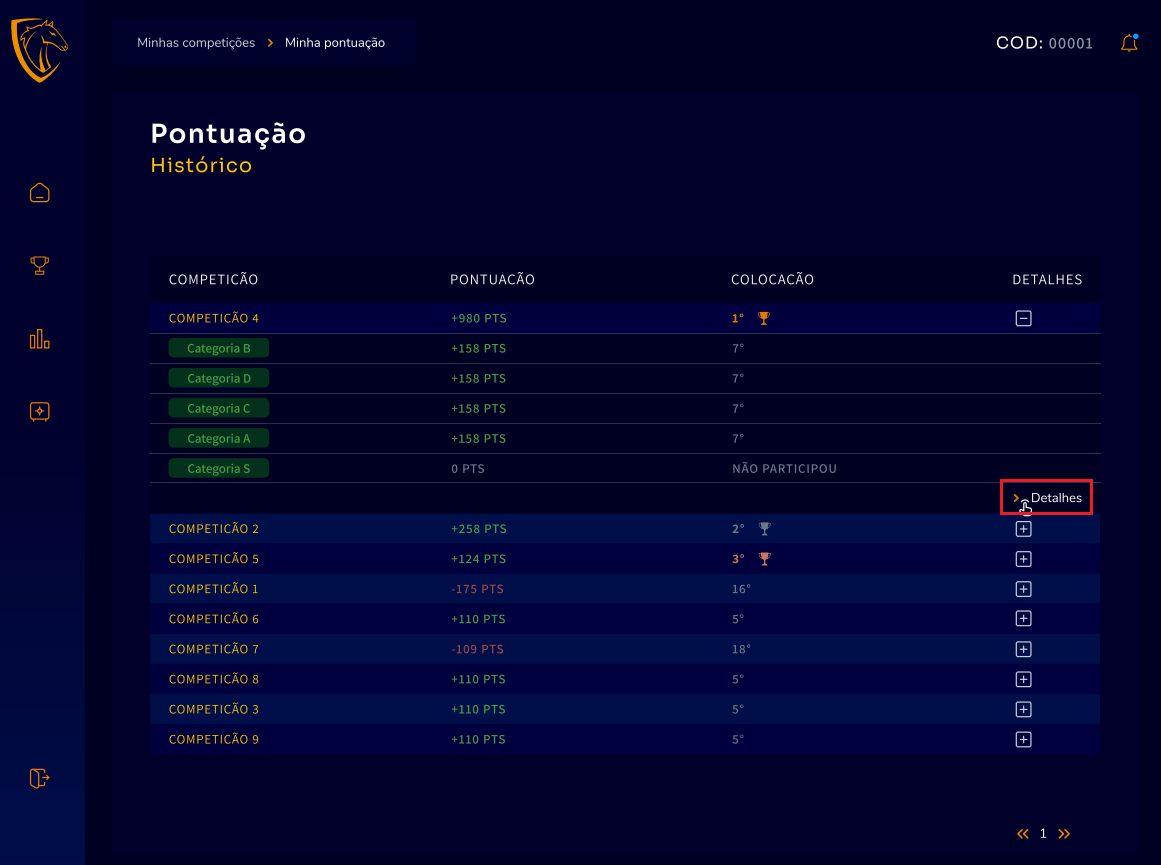 Minhas competições > Minha pontuação
COD: 00001
Pontuação
Histórico
COMPETICÃO PONTUACÃO COLOCACÃO DETALHES
COMPETICÃO 4 +980 PTS 1°
Categoria B +158 PTS 7°
Categoria D +158 PTS 7°
Categoria C +158 PTS 7°
Categoria A +158 PTS 7°
Categoria S 0 PTS NÃO PARTICIPOU
> Detalhes
COMPETICÃO 2 +258 PTS 2°
COMPETICÃO 5 +124 PTS 3°
COMPETICÃO 1 -175 PTS 16°
COMPETICÃO 6 +110 PTS 5°
COMPETICÃO 7 -109 PTS 18°
COMPETICÃO 8 +110 PTS 5°
COMPETICÃO 3 +110 PTS 5°
COMPETICÃO 9 +110 PTS 5°
« 1 »